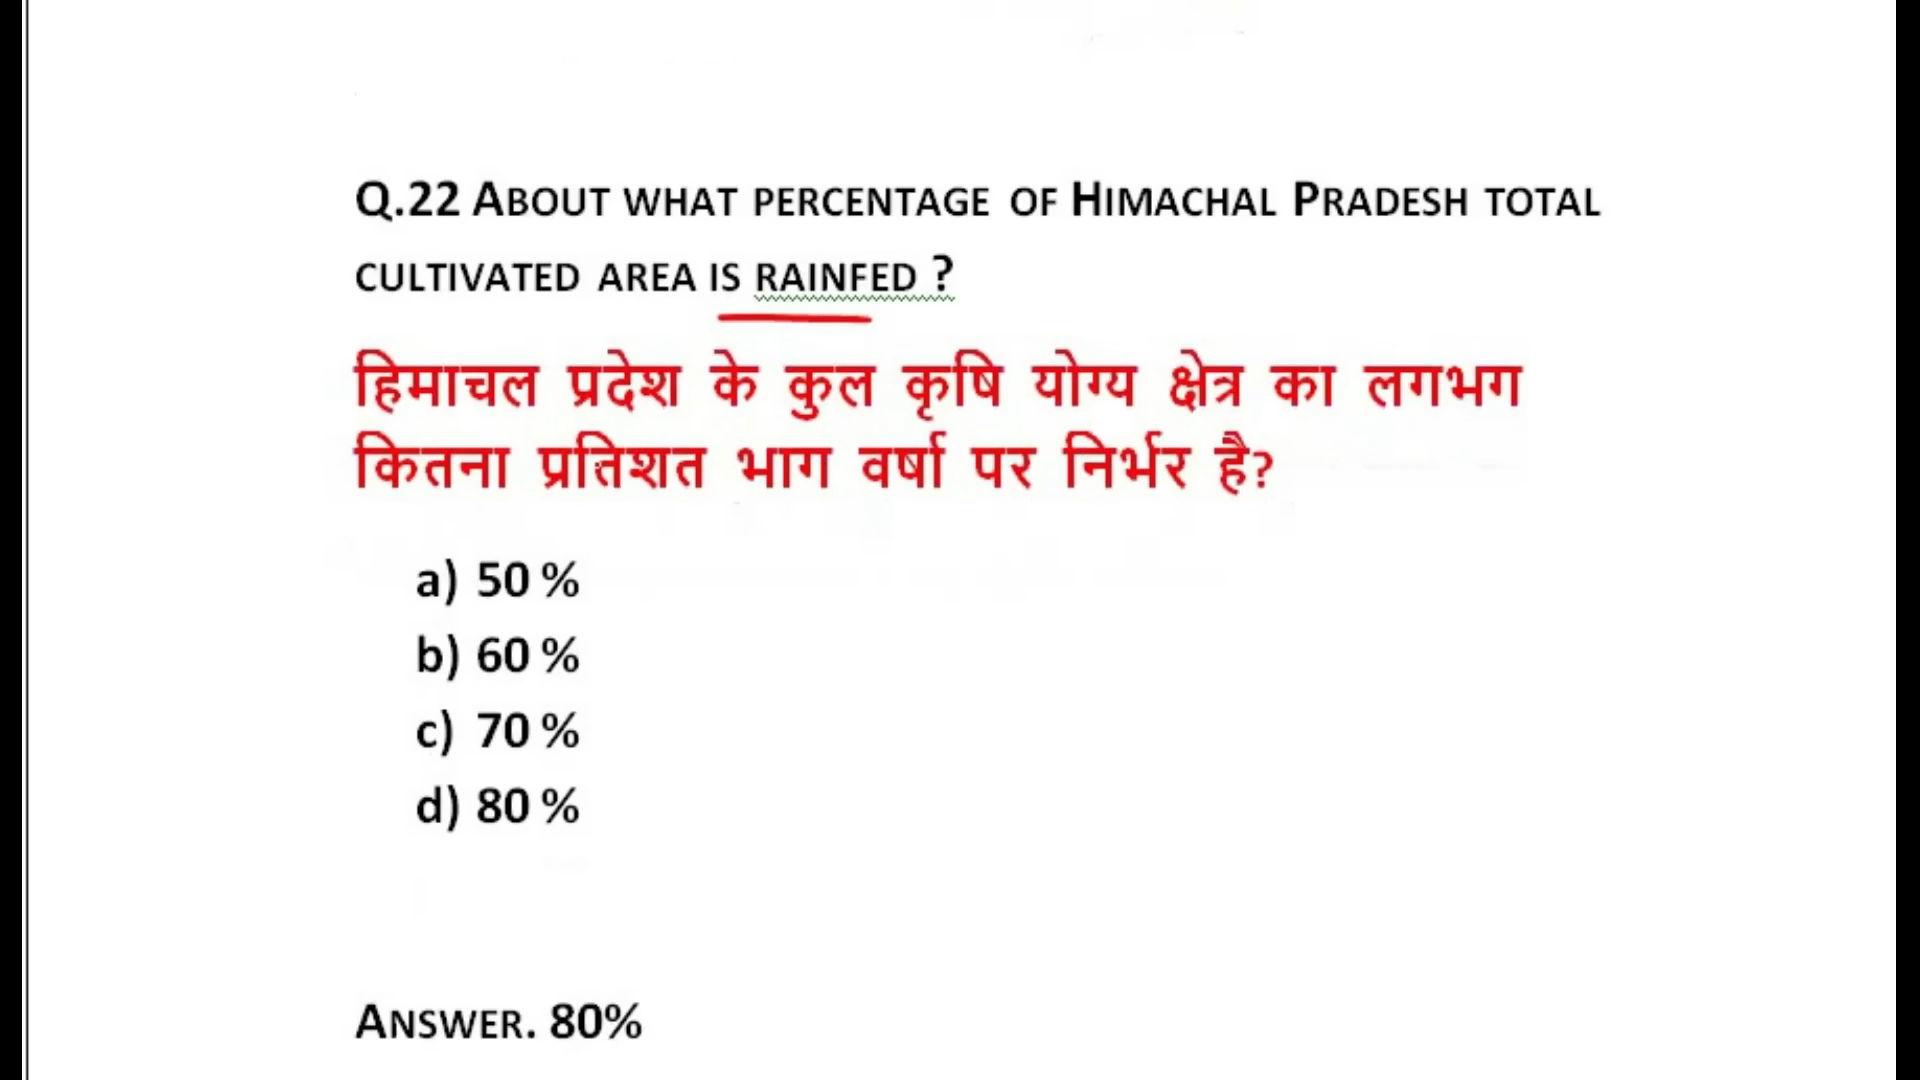 Q.22 ABOUT WHAT PERCENTAGE OF HIMACHAL PRADESH TOTAL
CULTIVATED AREA IS RAINFED ?
हिमाचल प्रदेश के कुल कृषि योग्य क्षेत्र का लगभग
कितना प्रतिशत भाग वर्षा पर निर्भर है?
a) 50 %
b) 60 %
c) 70 %
d) 80 %
ANSWER. 80%